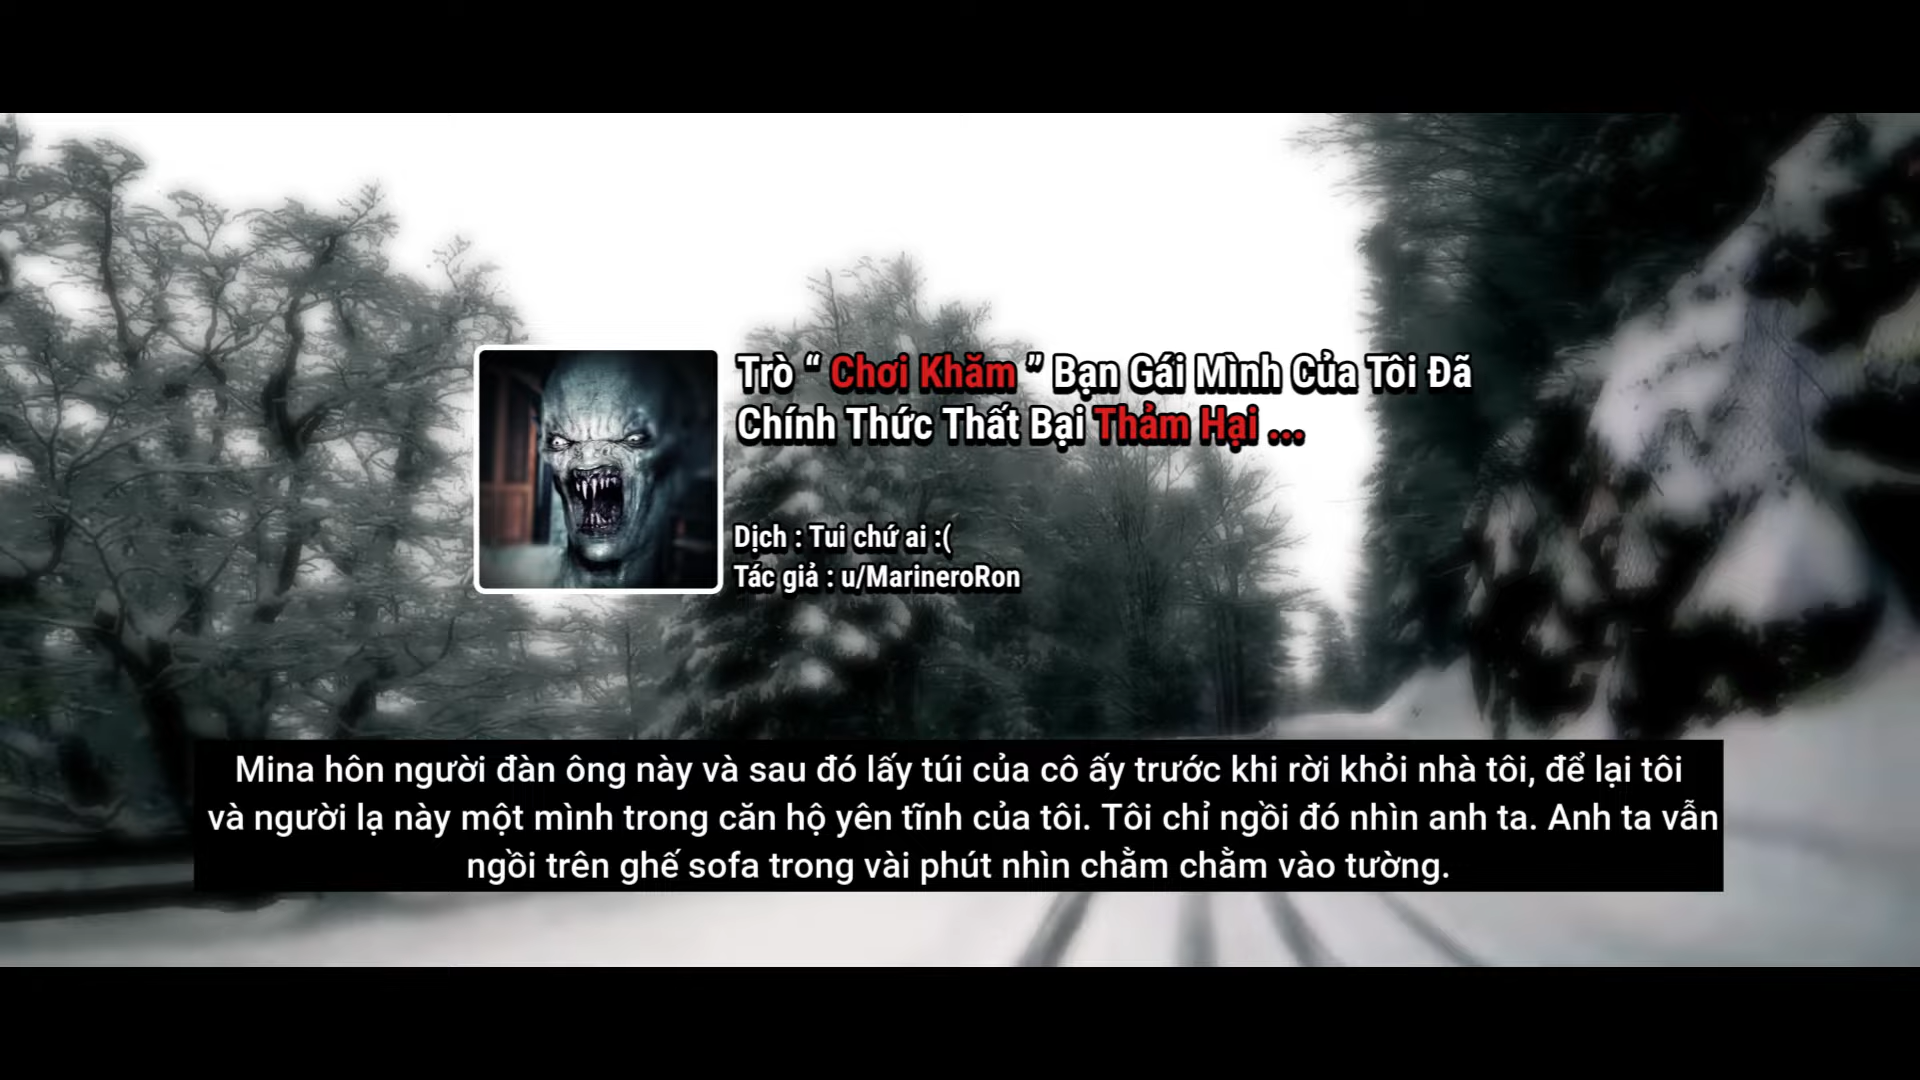 Trò “ Chơi Khăm ” Bạn Gái Mình Của Tôi Đã
Chính Thức Thất Bại Thảm Hại ...
Dịch : Tui chứ ai :(
Tác giả : u/MarineroRon
Mina hôn người đàn ông này và sau đó lấy túi của cô ấy trước khi rời khỏi nhà tôi, để lại tôi
và người lạ này một mình trong căn hộ yên tĩnh của tôi. Tôi chỉ ngồi đó nhìn anh ta. Anh ta vẫn
ngồi trên ghế sofa trong vài phút nhìn chằm chằm vào tường.